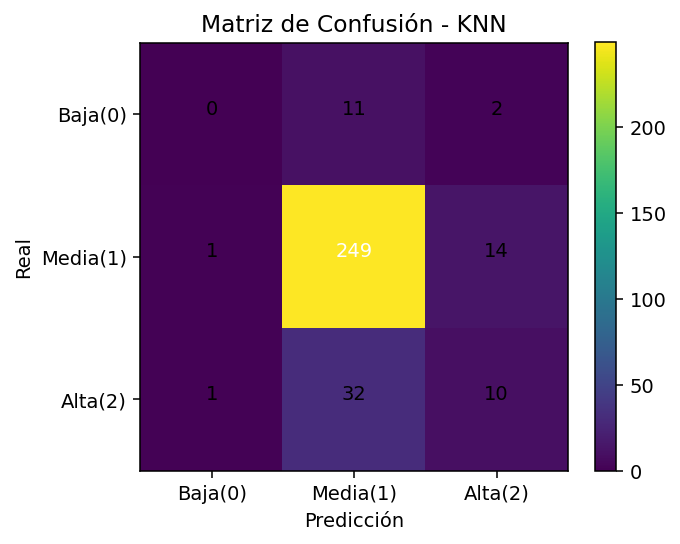 Matriz de Confusión - KNN
Real
Baja(0) 0 11 2
Media(1) 1 249 14
Alta(2) 1 32 10
Baja(0) Media(1) Alta(2)
Predicción
200
150
100
50
0